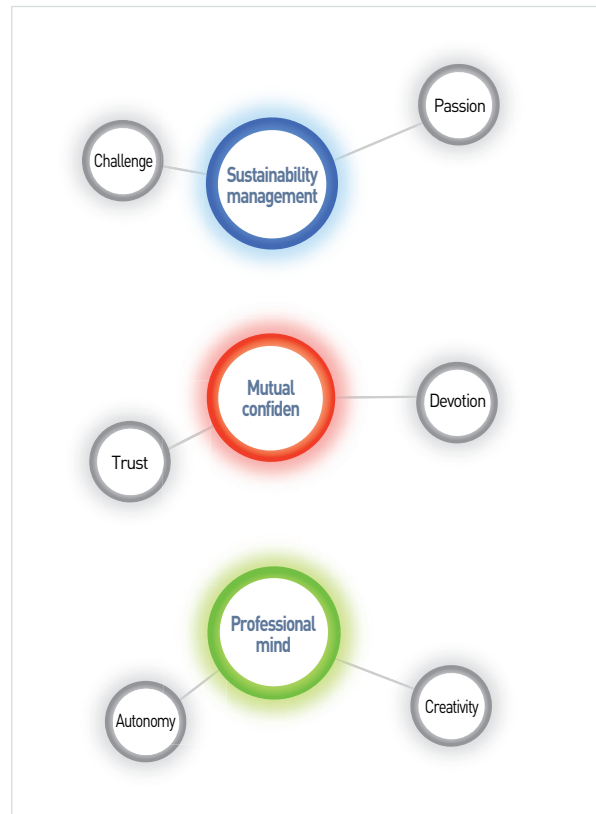 Passion
Challenge
Sustainability
management
Mutual
confiden
Devotion
Trust
Professional
mind
Autonomy
Creativity